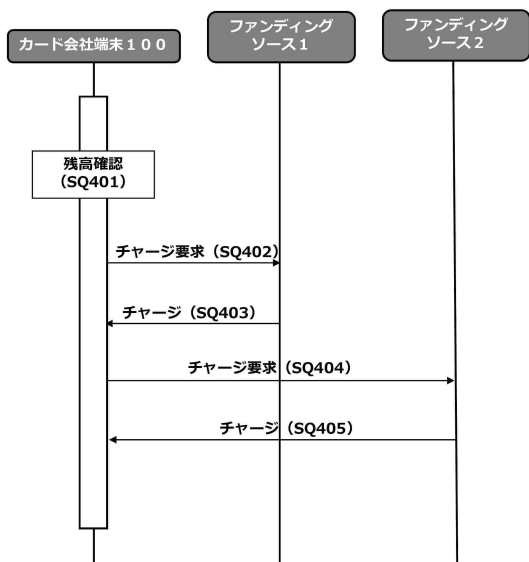 カード会社端末１００
ファンディング
ソース１
ファンディング
ソース２
残高確認
（SQ401）
チャージ要求（SQ402）
チャージ（SQ403）
チャージ要求（SQ404）
チャージ（SQ405）